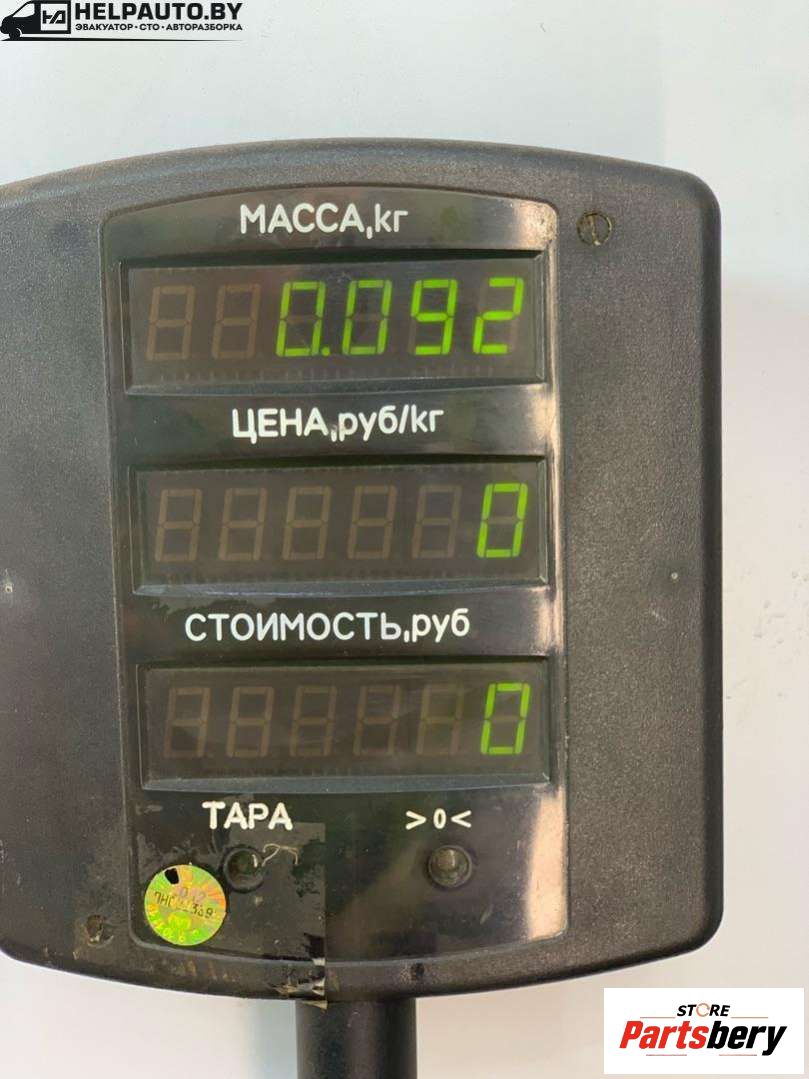 HELPAUTO.BY
ЭВАКУАТОР•СТО•АВТОРАЗБОРКА
МАССА,кг
0.092
ЦЕНА,руб/кг
0
СТОИМОСТЬ,руб
0
ТАРА >0<
STORE
Partsbery